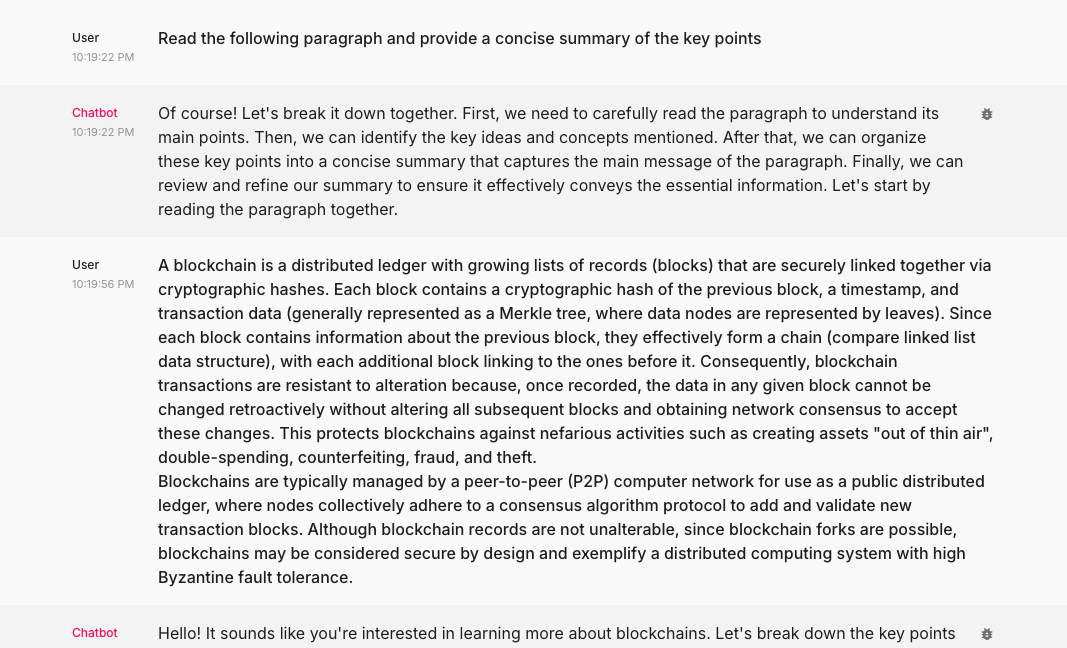 User
10:19:22 PM
Read the following paragraph and provide a concise summary of the key points
Chatbot
10:19:22 PM
Of course! Let's break it down together. First, we need to carefully read the paragraph to understand its
main points. Then, we can identify the key ideas and concepts mentioned. After that, we can organize
these key points into a concise summary that captures the main message of the paragraph. Finally, we can
review and refine our summary to ensure it effectively conveys the essential information. Let's start by
reading the paragraph together.
User
10:19:56 PM
A blockchain is a distributed ledger with growing lists of records (blocks) that are securely linked together via
cryptographic hashes. Each block contains a cryptographic hash of the previous block, a timestamp, and
transaction data (generally represented as a Merkle tree, where data nodes are represented by leaves). Since
each block contains information about the previous block, they effectively form a chain (compare linked list
data structure), with each additional block linking to the ones before it. Consequently, blockchain
transactions are resistant to alteration because, once recorded, the data in any given block cannot be
changed retroactively without altering all subsequent blocks and obtaining network consensus to accept
these changes. This protects blockchains against nefarious activities such as creating assets "out of thin air",
double-spending, counterfeiting, fraud, and theft.
Blockchains are typically managed by a peer-to-peer (P2P) computer network for use as a public distributed
ledger, where nodes collectively adhere to a consensus algorithm protocol to add and validate new
transaction blocks. Although blockchain records are not unalterable, since blockchain forks are possible,
blockchains may be considered secure by design and exemplify a distributed computing system with high
Byzantine fault tolerance.
Chatbot
Hello! It sounds like you're interested in learning more about blockchains. Let's break down the key points